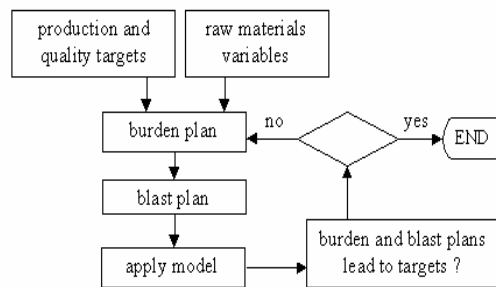 production and
quality targets
raw materials
variables
burden plan
no
yes
END
blast plan
apply model
burden and blast plans
lead to targets ?